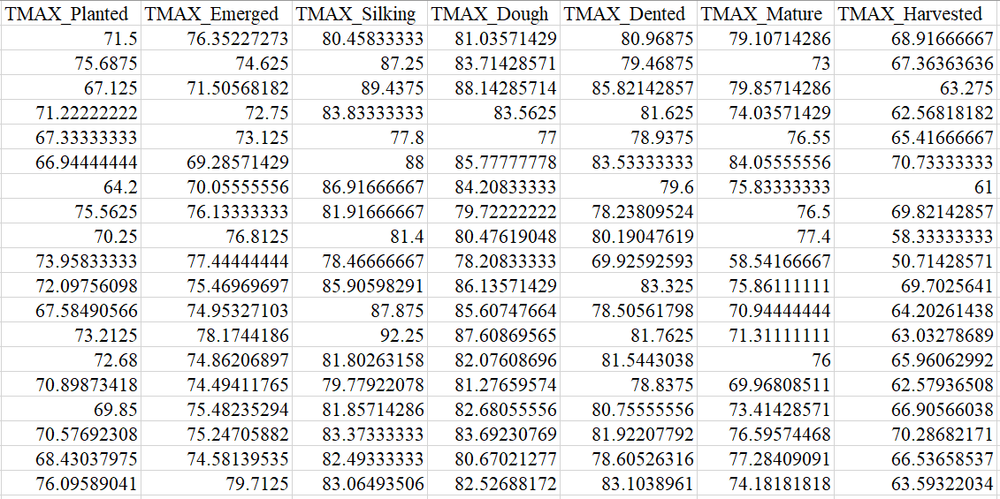 TMAX_Planted TMAX_Emerged TMAX_Silking TMAX_Dough TMAX_Dented TMAX_Mature TMAX_Harvested
71.5 76.35227273 80.45833333 81.03571429 80.96875 79.10714286 68.91666667
75.6875 74.625 87.25 83.71428571 79.46875 73 67.36363636
67.125 71.50568182 89.4375 88.14285714 85.82142857 79.85714286 63.275
71.22222222 72.75 83.83333333 83.5625 81.625 74.03571429 62.56818182
67.33333333 73.125 77.8 77 78.9375 76.55 65.41666667
66.94444444 69.28571429 88 85.77777778 83.53333333 84.05555556 70.73333333
64.2 70.05555556 86.91666667 84.20833333 79.6 75.83333333 61
75.5625 76.13333333 81.91666667 79.72222222 78.23809524 76.5 69.82142857
70.25 76.8125 81.4 80.47619048 80.19047619 77.4 58.33333333
73.95833333 77.44444444 78.46666667 78.20833333 69.92592593 58.54166667 50.71428571
72.09756098 75.46969697 85.90598291 86.13571429 83.325 75.86111111 69.7025641
67.58490566 74.95327103 87.875 85.60747664 78.50561798 70.94444444 64.20261438
73.2125 78.1744186 92.25 87.60869565 81.7625 71.31111111 63.03278689
72.68 74.86206897 81.80263158 82.07608696 81.5443038 76 65.96062992
70.89873418 74.49411765 79.77922078 81.27659574 78.8375 69.96808511 62.57936508
69.85 75.48235294 81.85714286 82.68055556 80.75555556 73.41428571 66.90566038
70.57692308 75.24705882 83.37333333 83.69230769 81.92207792 76.59574468 70.28682171
68.43037975 74.58139535 82.49333333 80.67021277 78.60526316 77.28409091 66.53658537
76.09589041 79.7125 83.06493506 82.52688172 83.1038961 74.18181818 63.59322034